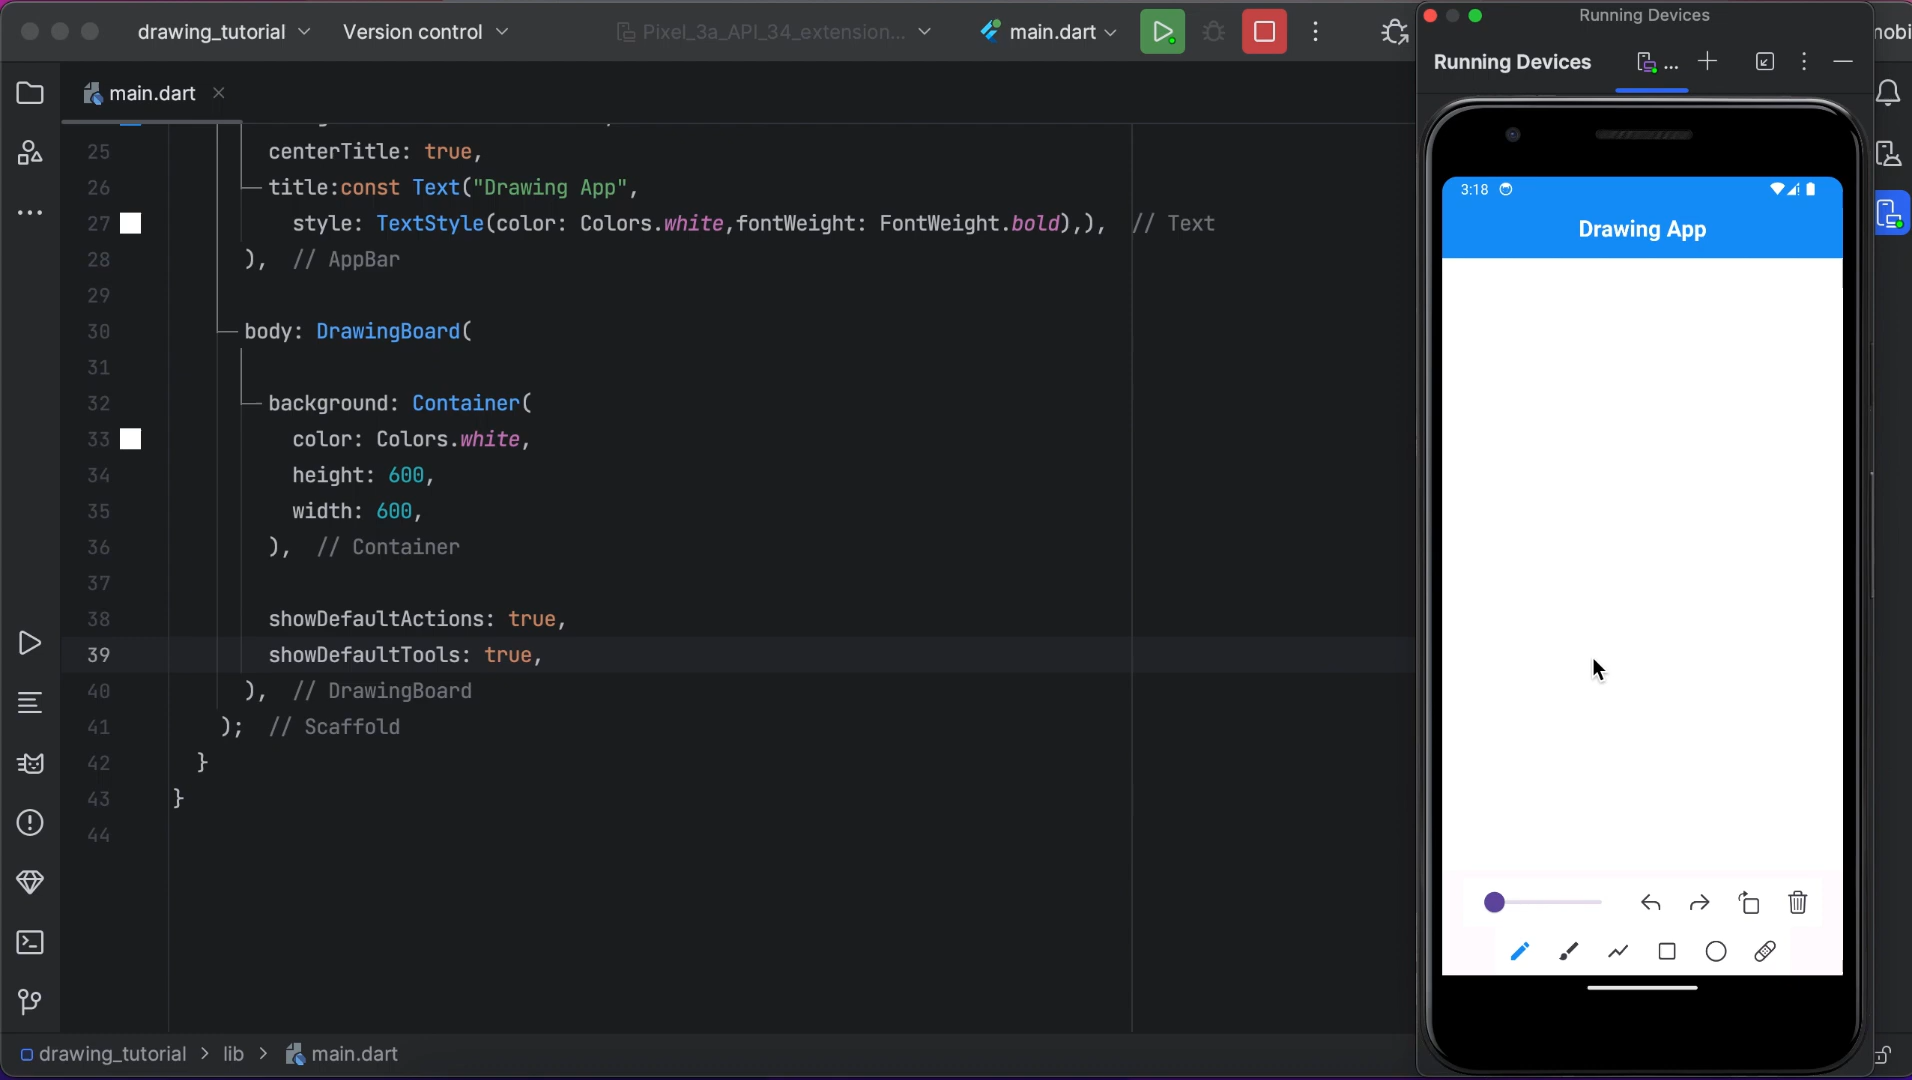 drawing_tutorial
Version control
Pixel_3a_API_34_extension...
main.dart
Running Devices
Running Devices
...
main.dart
25 centerTitle: true,
26 title:const Text("Drawing App",
27 style: TextStyle(color: Colors.white,fontWeight: FontWeight.bold),), // Text
28 ), // AppBar
29
30 body: DrawingBoard(
31
32 background: Container(
33 color: Colors.white,
34 height: 600,
35 width: 600,
36 ), // Container
37
38 showDefaultActions: true,
39 showDefaultTools: true,
40 ), // DrawingBoard
41 ); // Scaffold
42 }
43 }
44
3:18
Drawing App
drawing_tutorial > lib > main.dart